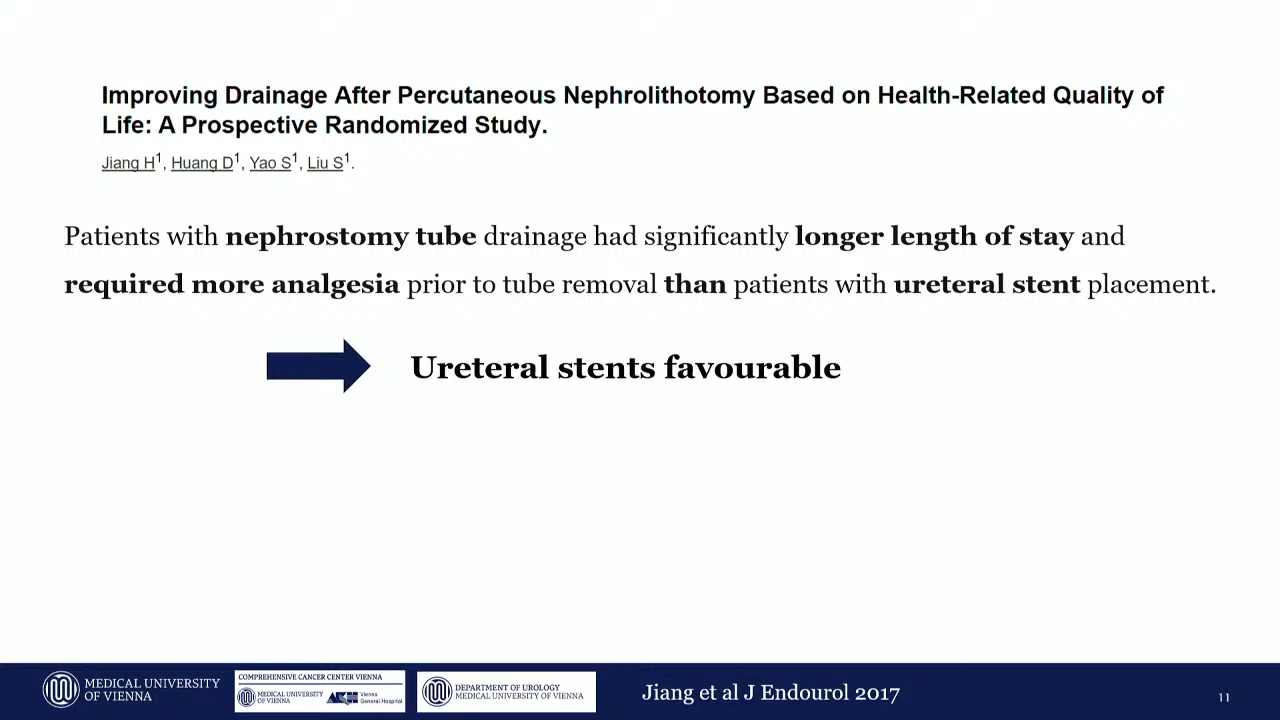 Improving Drainage After Percutaneous Nephrolithotomy Based on Health-Related Quality of
Life: A Prospective Randomized Study.
Jiang H1, Huang D1, Yao S1, Liu S1.
Patients with nephrostomy tube drainage had significantly longer length of stay and
required more analgesia prior to tube removal than patients with ureteral stent placement.
Ureteral stents favourable
MEDICAL UNIVERSITY
OF VIENNA
COMPREHENSIVE CANCER CENTER VIENNA
MEDICAL UNIVERSITY
OF VIENNA
Vienna
General Hospital
DEPARTMENT OF UROLOGY
MEDICAL UNIVERSITY OF VIENNA
Jiang et al J Endourol 2017
11